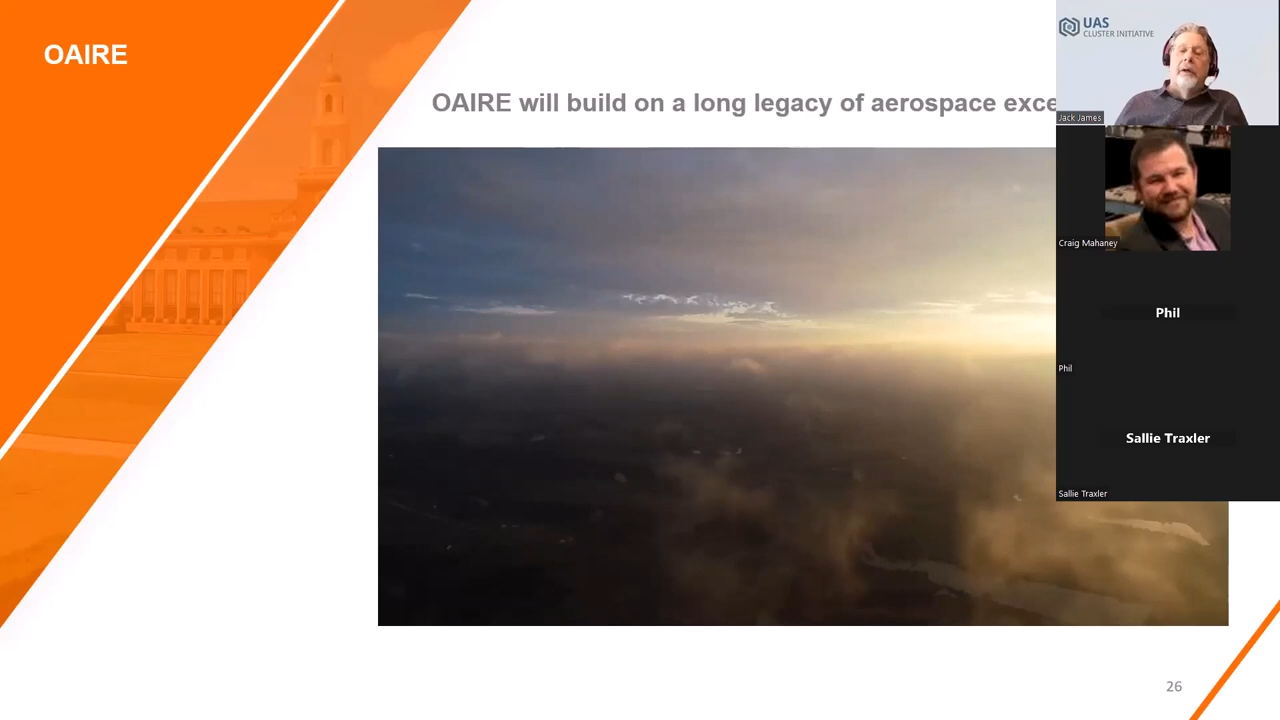 OAIRE
OAIRE will build on a long legacy of aerospace exce
UAS
CLUSTER INITIATIVE
Jack James
Craig Mahaney
Phil
Phil
Sallie Traxler
Sallie Traxler
26